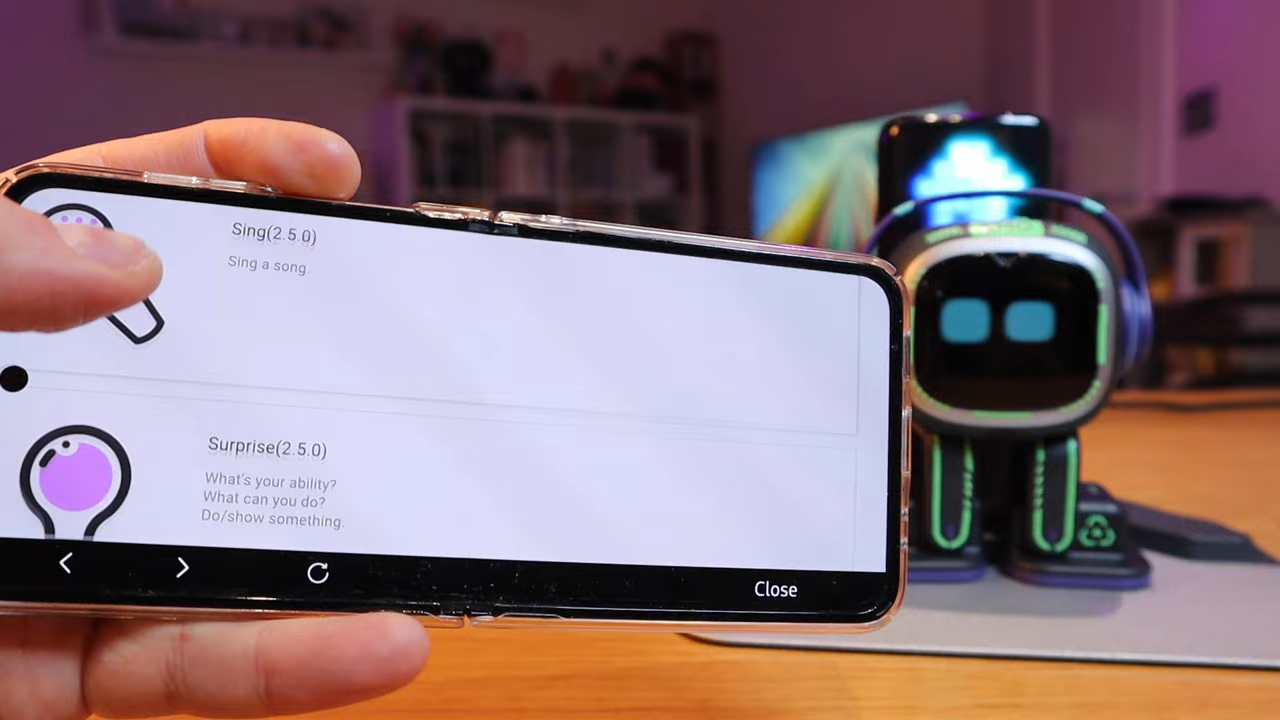 Sing(2.5.0)
Sing a song.
Surprise(2.5.0)
What's your ability?
What can you do?
Do/show something.
Close